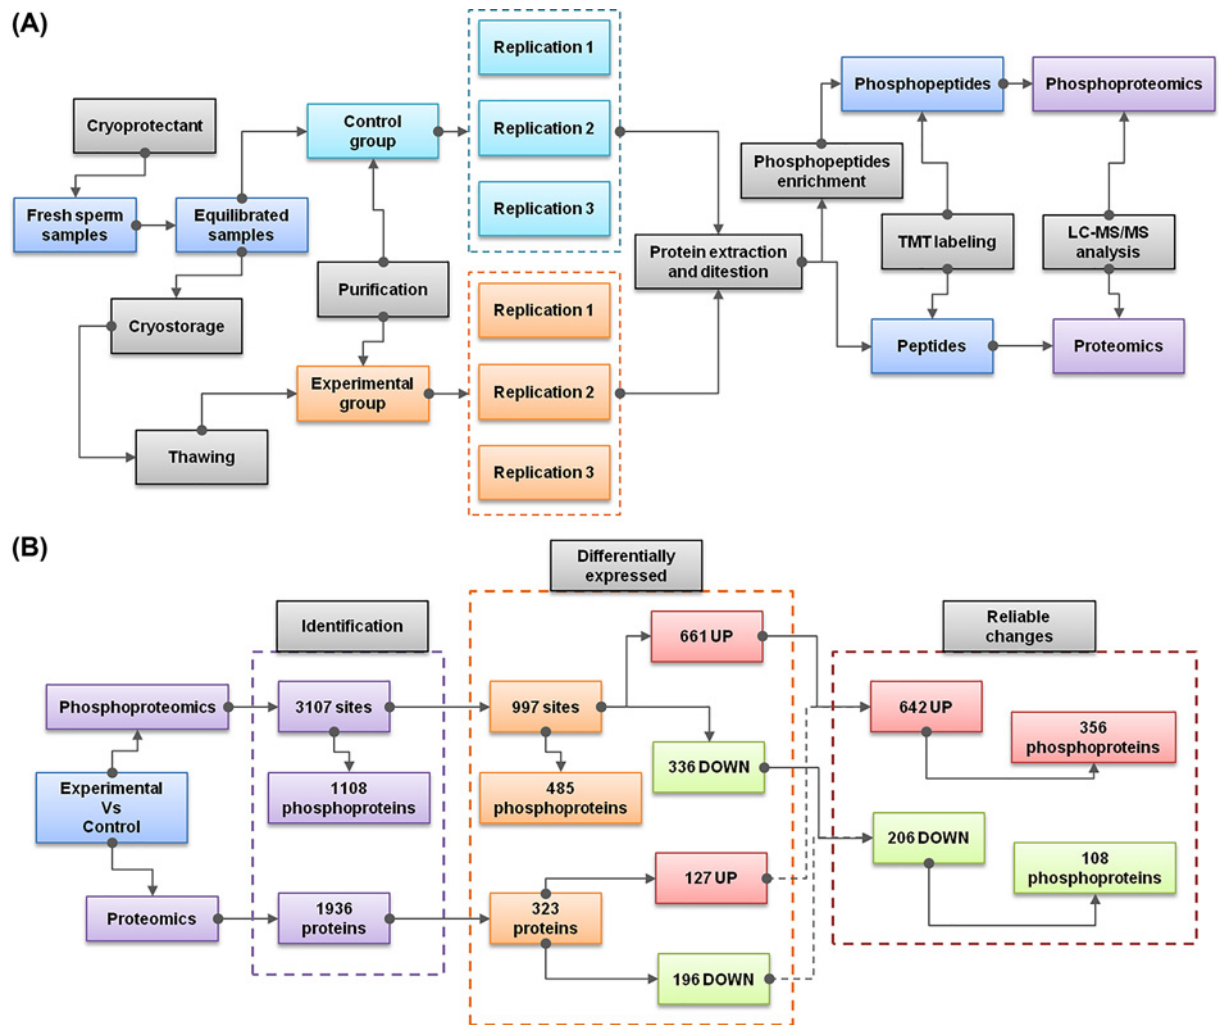 (A)
Cryoprotectant
Fresh sperm
samples
Equilibrated
samples
Cryostorage
Thawing
Control
group
Purification
Experimental
group
Replication 1
Replication 2
Replication 3
Replication 1
Replication 2
Replication 3
Protein extraction
and ditestion
Phosphopeptides
enrichment
Phosphopeptides
Phosphoproteomics
TMT labeling
LC-MS/MS
analysis
Peptides
Proteomics
(B)
Identification
Differentially
expressed
Reliable
changes
Phosphoproteomics
Experimental
Vs
Control
Proteomics
3107 sites
1108
phosphoproteins
1936
proteins
997 sites
485
phosphoproteins
323
proteins
661 UP
336 DOWN
127 UP
196 DOWN
642 UP
356
phosphoproteins
206 DOWN
108
phosphoproteins